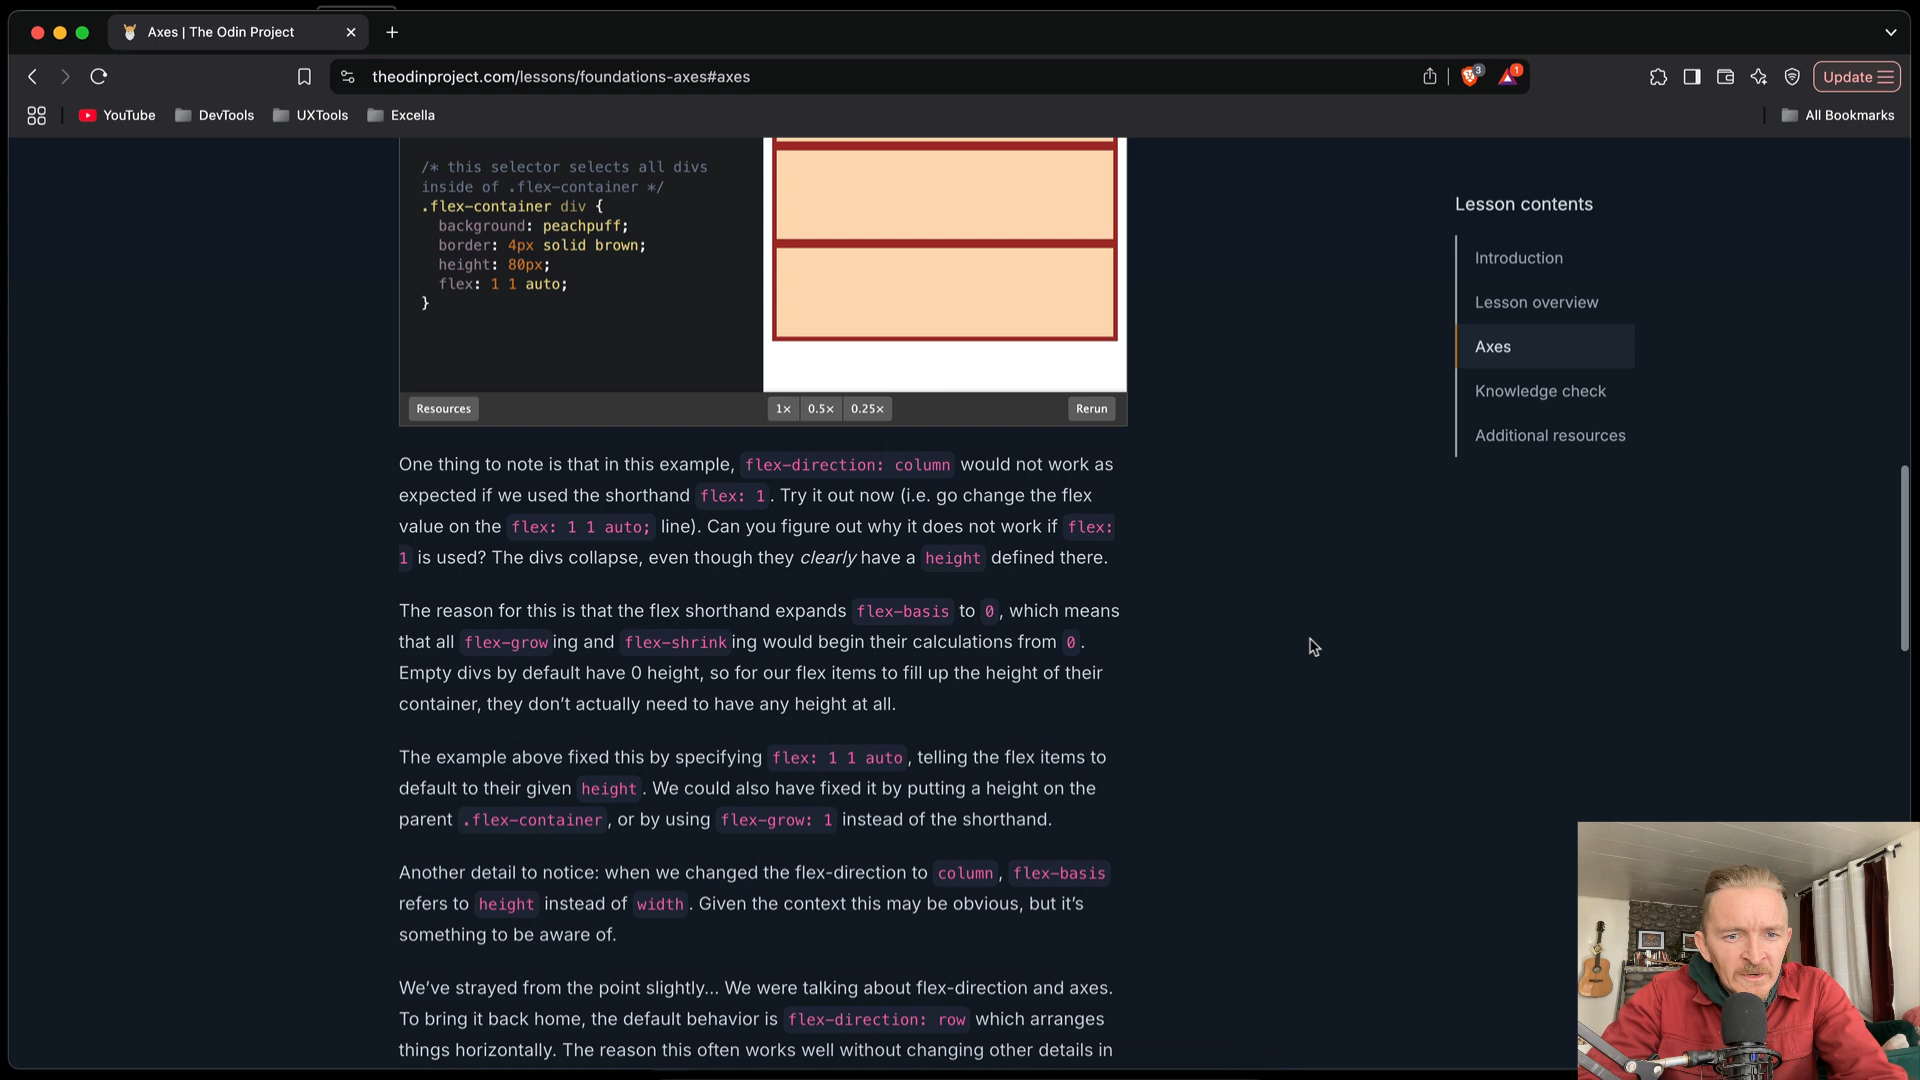 Axes | The Odin Project
theodinproject.com/lessons/foundations-axes#axes
3
1
Update
YouTube
DevTools
UXTools
Excella
All Bookmarks
/* this selector selects all divs
inside of .flex-container */
.flex-container div {
background: peachpuff;
border: 4px solid brown;
height: 80px;
flex: 1 1 auto;
}
Resources
1×
0.5×
0.25×
Rerun
One thing to note is that in this example, flex-direction: column would not work as
expected if we used the shorthand flex: 1 . Try it out now (i.e. go change the flex
value on the flex: 1 1 auto; line). Can you figure out why it does not work if flex:
1 is used? The divs collapse, even though they clearly have a height defined there.
The reason for this is that the flex shorthand expands flex-basis to 0 , which means
that all flex-grow ing and flex-shrink ing would begin their calculations from 0 .
Empty divs by default have 0 height, so for our flex items to fill up the height of their
container, they don’t actually need to have any height at all.
The example above fixed this by specifying flex: 1 1 auto , telling the flex items to
default to their given height . We could also have fixed it by putting a height on the
parent .flex-container , or by using flex-grow: 1 instead of the shorthand.
Another detail to notice: when we changed the flex-direction to column , flex-basis
refers to height instead of width . Given the context this may be obvious, but it’s
something to be aware of.
We’ve strayed from the point slightly… We were talking about flex-direction and axes.
To bring it back home, the default behavior is flex-direction: row which arranges
things horizontally. The reason this often works well without changing other details in
Lesson contents
Introduction
Lesson overview
Axes
Knowledge check
Additional resources